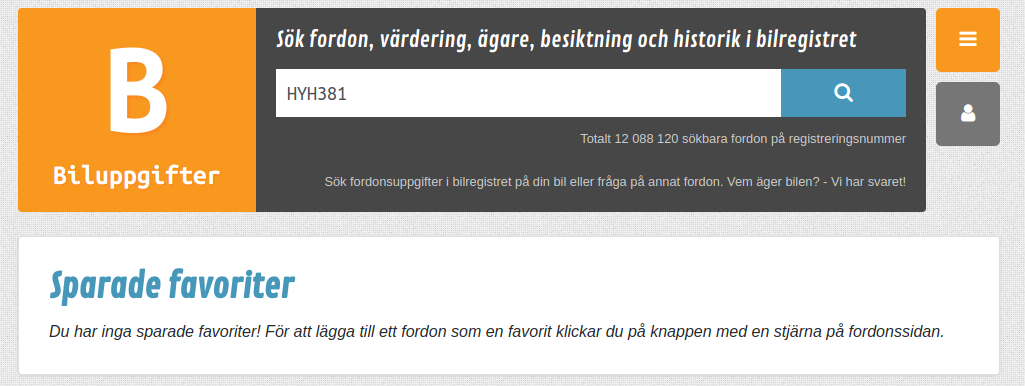 B
Biluppgifter
Sök fordon, värdering, ägare, besiktning och historik i bilregistret
HYH381
Totalt 12 088 120 sökbara fordon på registreringsnummer
Sök fordonsuppgifter i bilregistret på din bil eller fråga på annat fordon. Vem äger bilen? - Vi har svaret!
Sparade favoriter
Du har inga sparade favoriter! För att lägga till ett fordon som en favorit klickar du på knappen med en stjärna på fordonssidan.